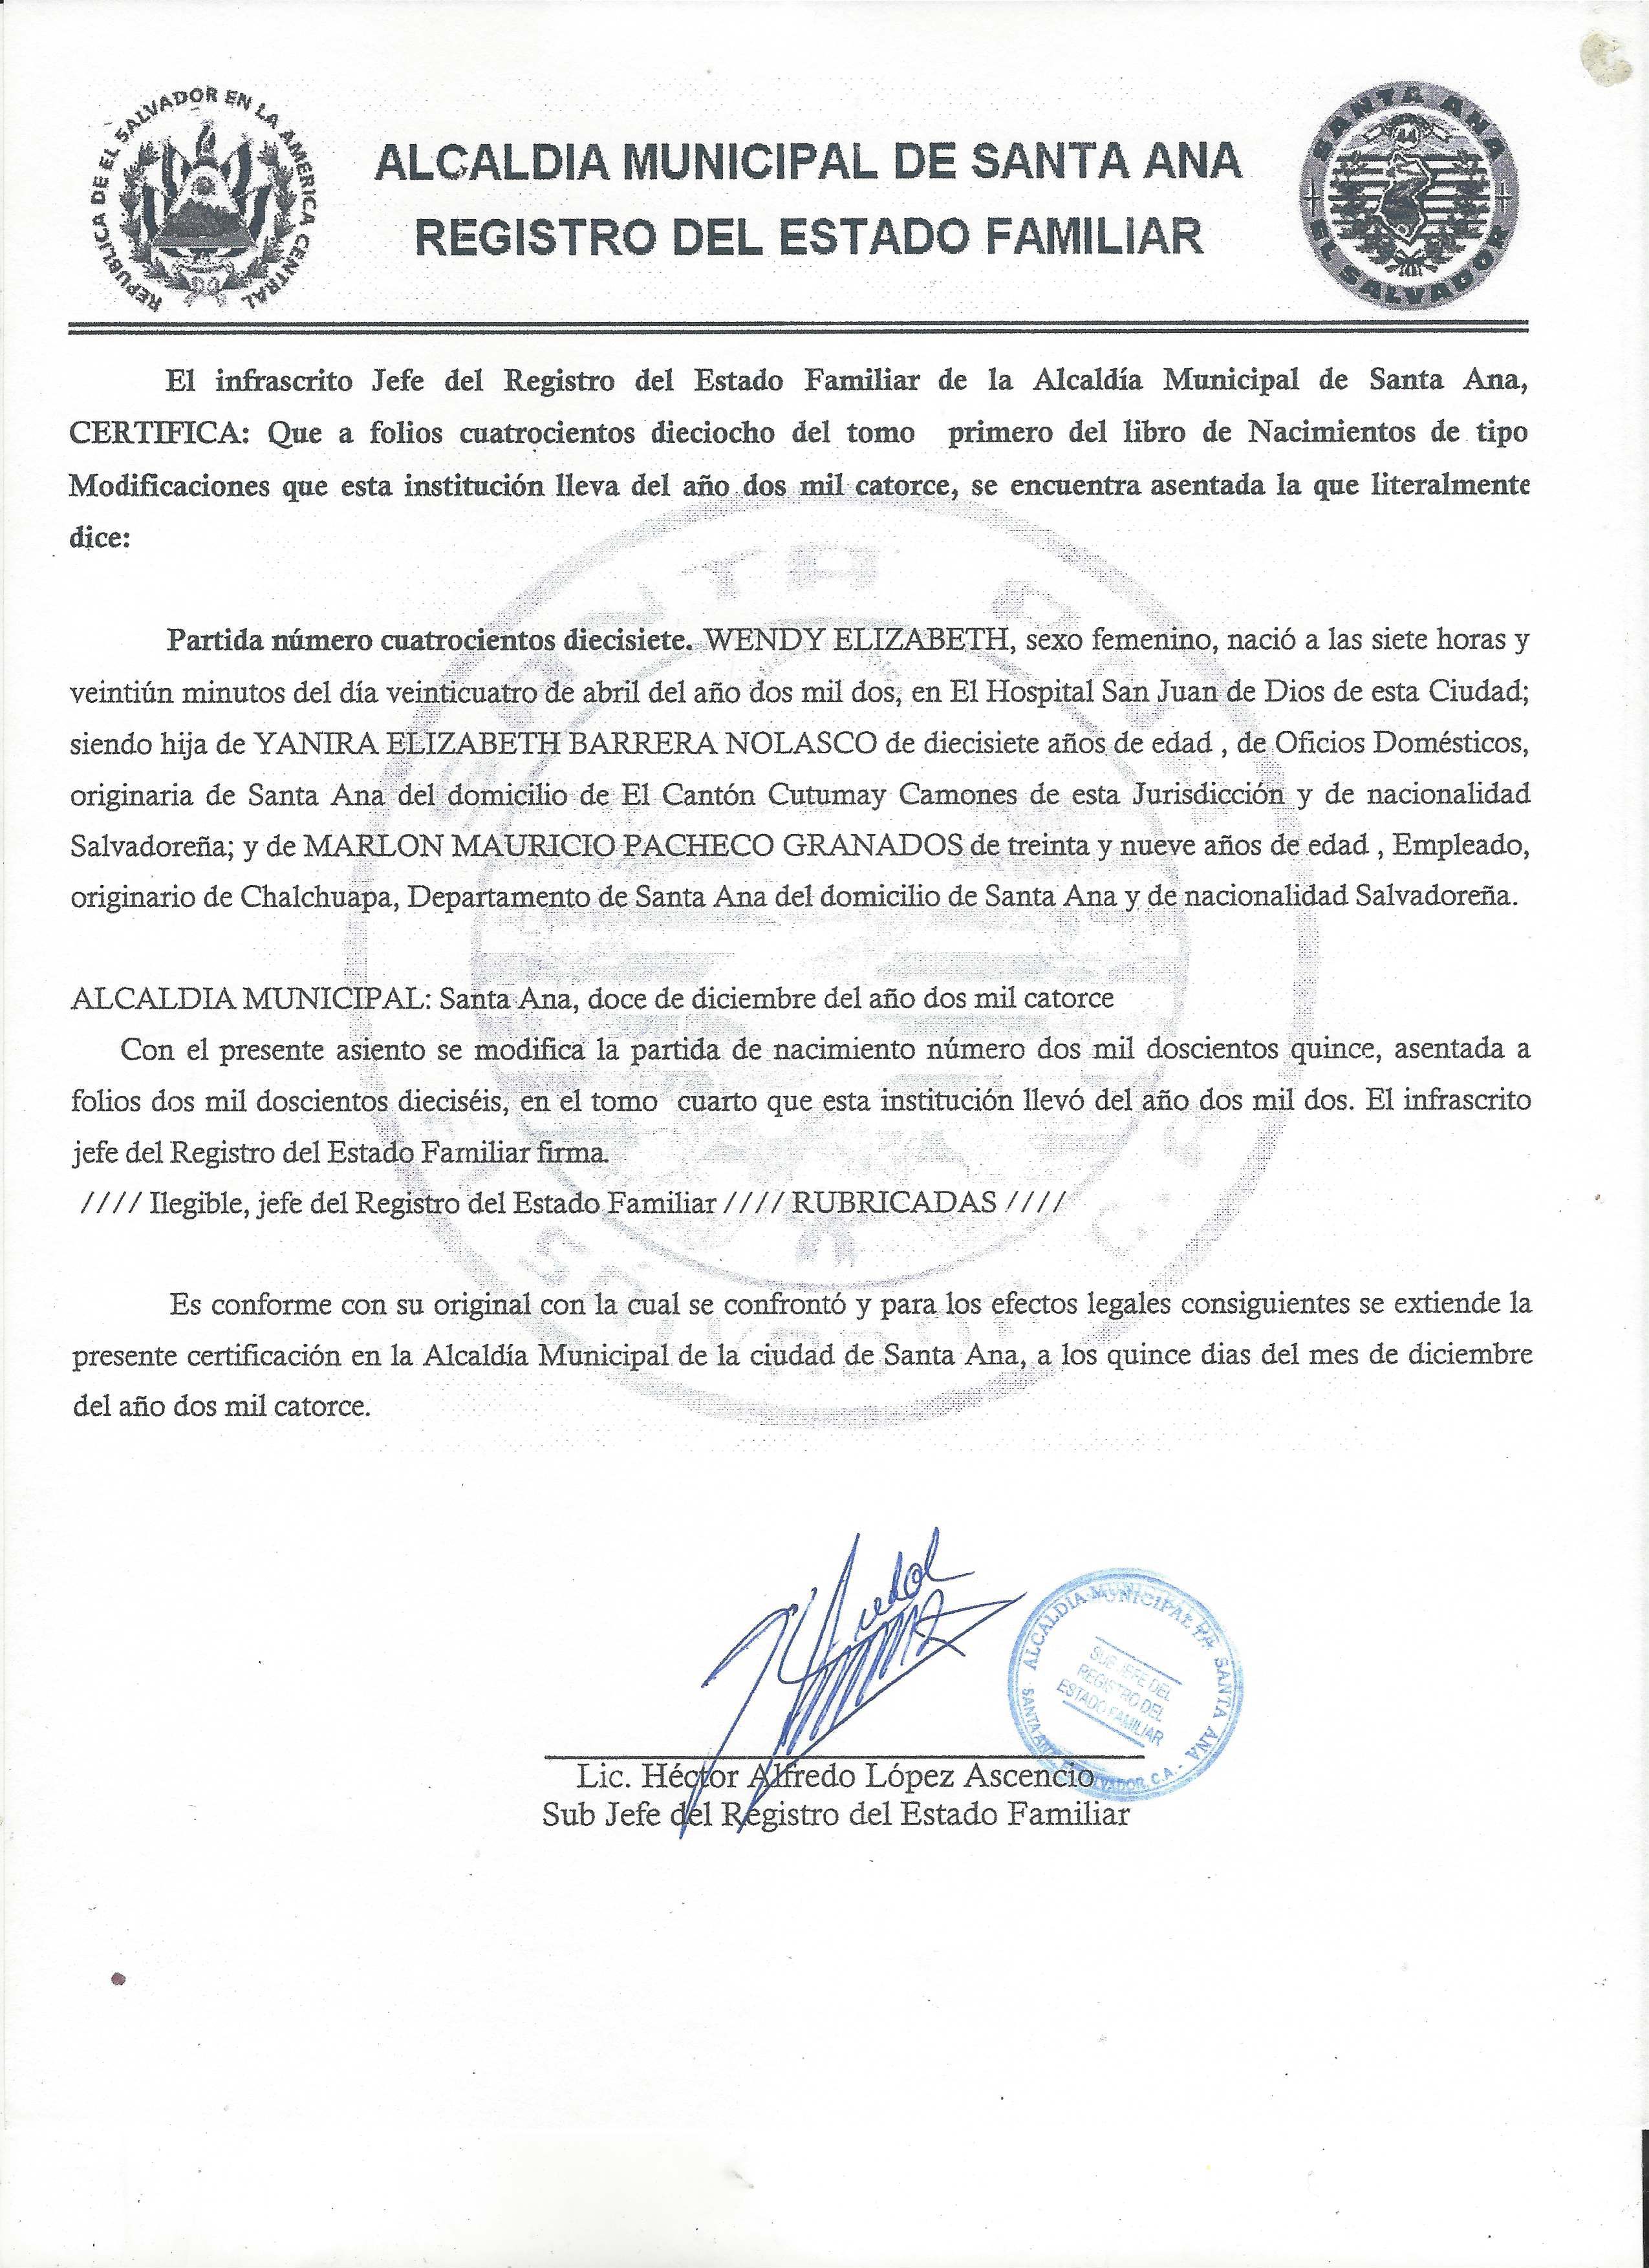 REPUBLICA DE EL SALVADOR EN LA AMERICA CENTRAL
ALCALDIA MUNICIPAL DE SANTA ANA
REGISTRO DEL ESTADO FAMILIAR
SANTA ANA
EL SALVADOR
El infrascrito Jefe del Registro del Estado Familiar de la Alcaldía Municipal de Santa Ana,
CERTIFICA: Que a folios cuatrocientos dieciocho del tomo primero del libro de Nacimientos de tipo
Modificaciones que esta institución lleva del año dos mil catorce, se encuentra asentada la que literalmente
dice:
Partida número cuatrocientos diecisiete. WENDY ELIZABETH, sexo femenino, nació a las siete horas y
veintiún minutos del día veinticuatro de abril del año dos mil dos, en El Hospital San Juan de Dios de esta Ciudad;
siendo hija de YANIRA ELIZABETH BARRERA NOLASCO de diecisiete años de edad , de Oficios Domésticos,
originaria de Santa Ana del domicilio de El Cantón Cutumay Camones de esta Jurisdicción y de nacionalidad
Salvadoreña; y de MARLON MAURICIO PACHECO GRANADOS de treinta y nueve años de edad , Empleado,
originario de Chalchuapa, Departamento de Santa Ana del domicilio de Santa Ana y de nacionalidad Salvadoreña.
ALCALDIA MUNICIPAL: Santa Ana, doce de diciembre del año dos mil catorce
Con el presente asiento se modifica la partida de nacimiento número dos mil doscientos quince, asentada a
folios dos mil doscientos dieciséis, en el tomo cuarto que esta institución llevó del año dos mil dos. El infrascrito
jefe del Registro del Estado Familiar firma.
//// Ilegible, jefe del Registro del Estado Familiar //// RUBRICADAS ////
Es conforme con su original con la cual se confrontó y para los efectos legales consiguientes se extiende la
presente certificación en la Alcaldía Municipal de la ciudad de Santa Ana, a los quince dias del mes de diciembre
del año dos mil catorce.
ALCALDIA MUNICIPAL SANTA ANA
SUB JEFE DEL
REGISTRO DEL
ESTADO FAMILIAR
SANTA ANA, EL SALVADOR, C.A.
Lic. Héctor Alfredo López Ascencio
Sub Jefe del Registro del Estado Familiar